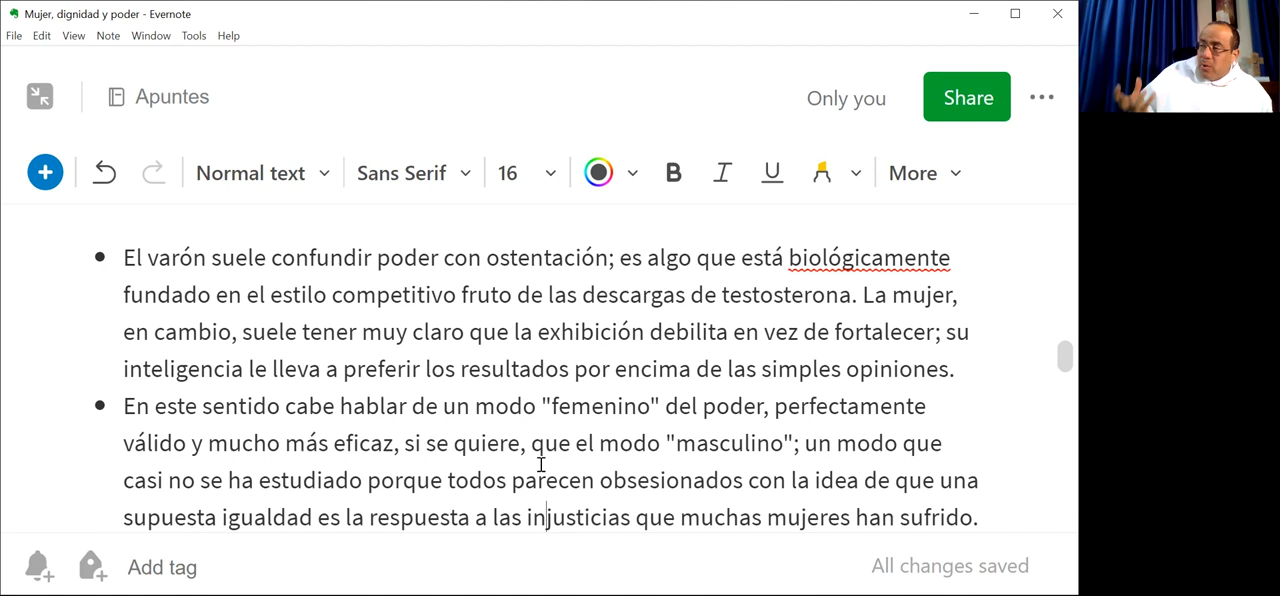 Mujer, dignidad y poder - Evernote
File Edit View Note Window Tools Help
Apuntes
Only you
Share
Normal text
Sans Serif
16
B I U
More
El varón suele confundir poder con ostentación; es algo que está biológicamente
fundado en el estilo competitivo fruto de las descargas de testosterona. La mujer,
en cambio, suele tener muy claro que la exhibición debilita en vez de fortalecer; su
inteligencia le lleva a preferir los resultados por encima de las simples opiniones.
En este sentido cabe hablar de un modo "femenino" del poder, perfectamente
válido y mucho más eficaz, si se quiere, que el modo "masculino"; un modo que
casi no se ha estudiado porque todos parecen obsesionados con la idea de que una
supuesta igualdad es la respuesta a las injusticias que muchas mujeres han sufrido.
Add tag
All changes saved